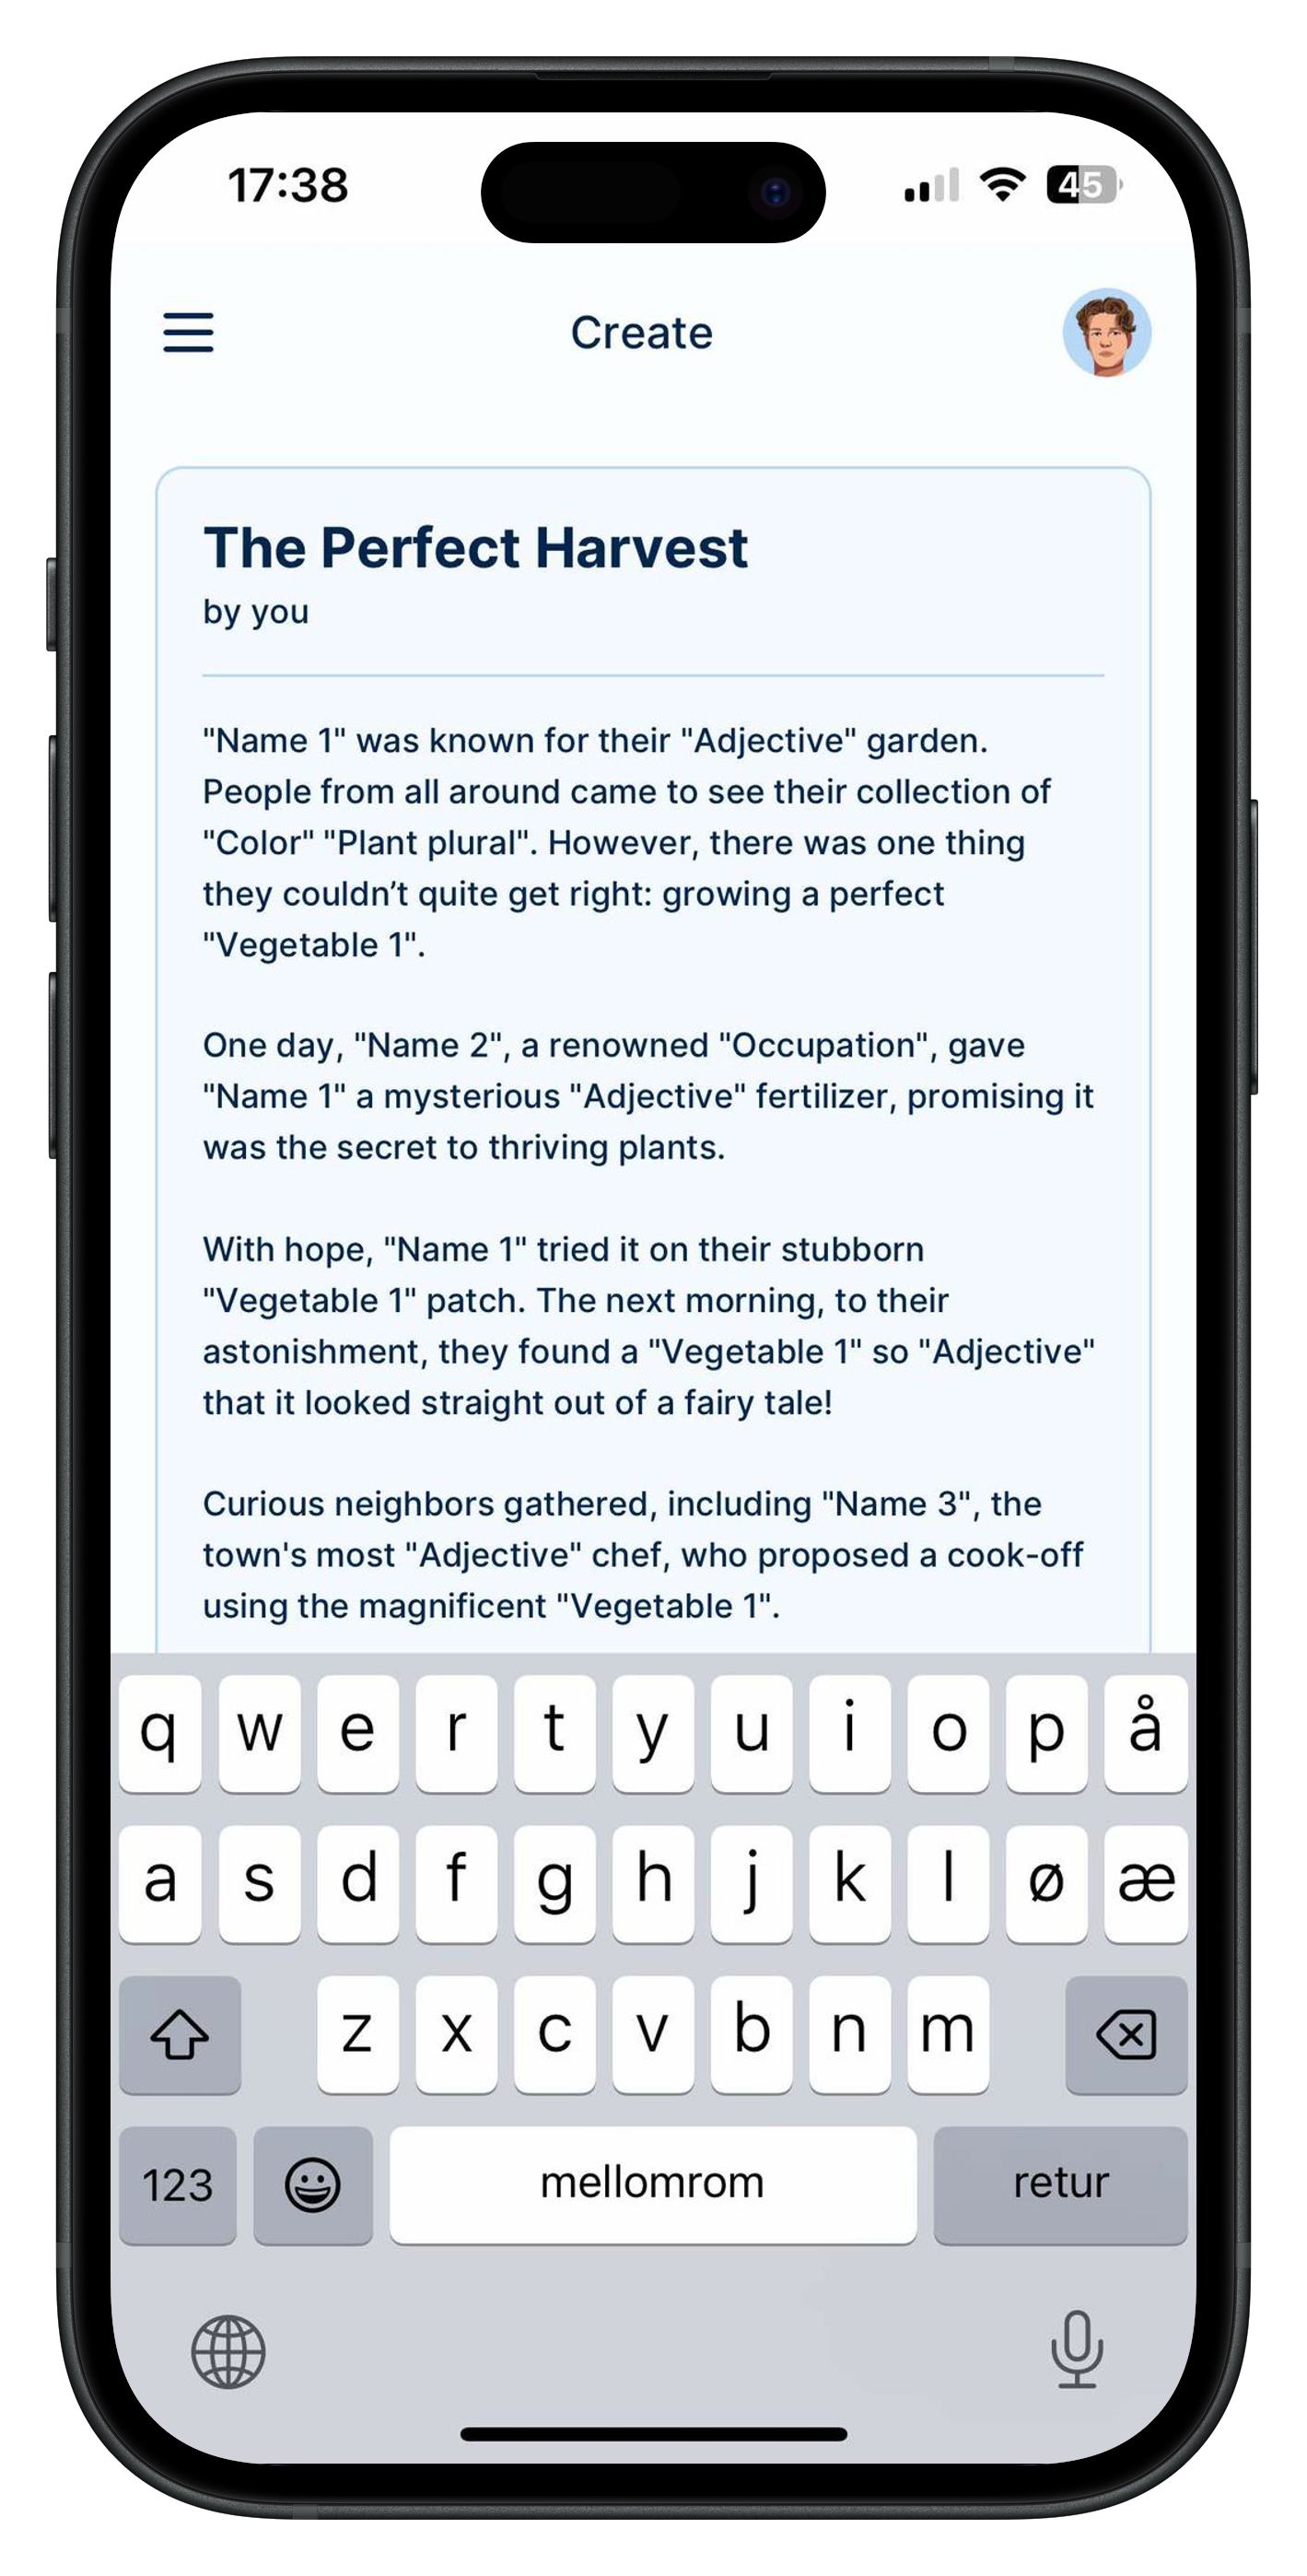 17:38
45
Create
The Perfect Harvest
by you
"Name 1" was known for their "Adjective" garden.
People from all around came to see their collection of
"Color" "Plant plural". However, there was one thing
they couldn’t quite get right: growing a perfect
"Vegetable 1".
One day, "Name 2", a renowned "Occupation", gave
"Name 1" a mysterious "Adjective" fertilizer, promising it
was the secret to thriving plants.
With hope, "Name 1" tried it on their stubborn
"Vegetable 1" patch. The next morning, to their
astonishment, they found a "Vegetable 1" so "Adjective"
that it looked straight out of a fairy tale!
Curious neighbors gathered, including "Name 3", the
town's most "Adjective" chef, who proposed a cook-off
using the magnificent "Vegetable 1".
q w e r t y u i o p å
a s d f g h j k l ø æ
z x c v b n m
123 mellomrom retur